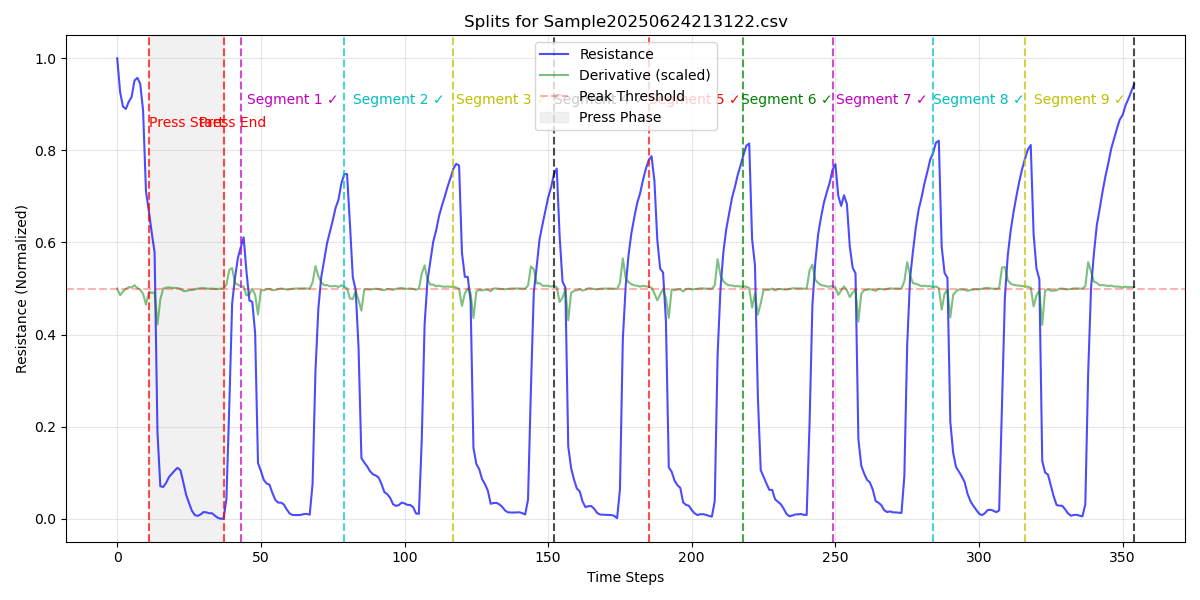 Splits for Sample20250624213122.csv
Resistance
Derivative (scaled)
Peak Threshold
Press Phase
Segment 1 ✓
Segment 2 ✓
Segment 3
5 ✓
Segment 6 ✓
Segment 7 ✓
Segment 8 ✓
Segment 9 ✓
Press Start
Press End
Resistance (Normalized)
1.0
0.8
0.6
0.4
0.2
0.0
0
50
100
150
200
250
300
350
Time Steps